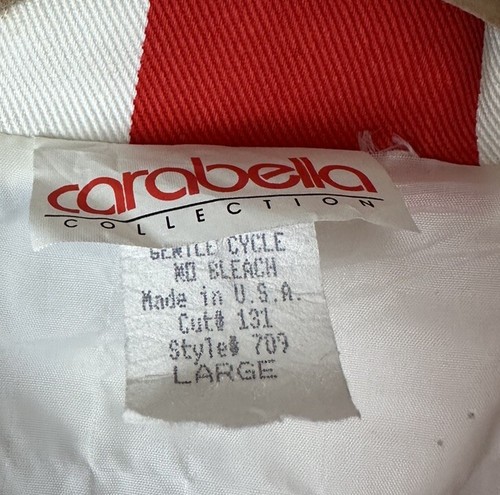 carabella
COLLECTION
GENTLE CYCLE
NO BLEACH
Made in U.S.A.
Cut# 131
Style# 709
LARGE